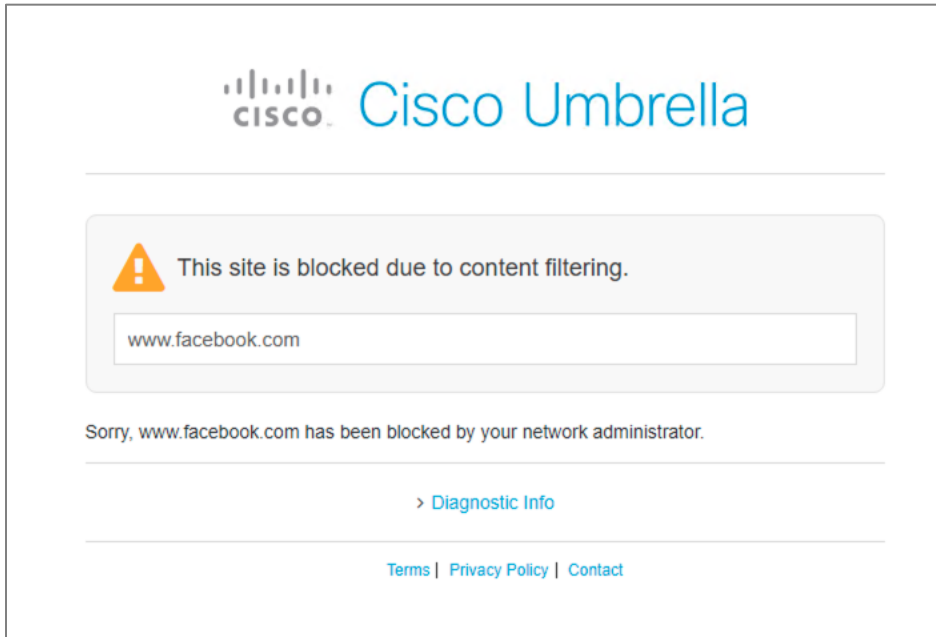 CISCO Cisco Umbrella
This site is blocked due to content filtering.
www.facebook.com
Sorry, www.facebook.com has been blocked by your network administrator.
> Diagnostic Info
Terms | Privacy Policy | Contact